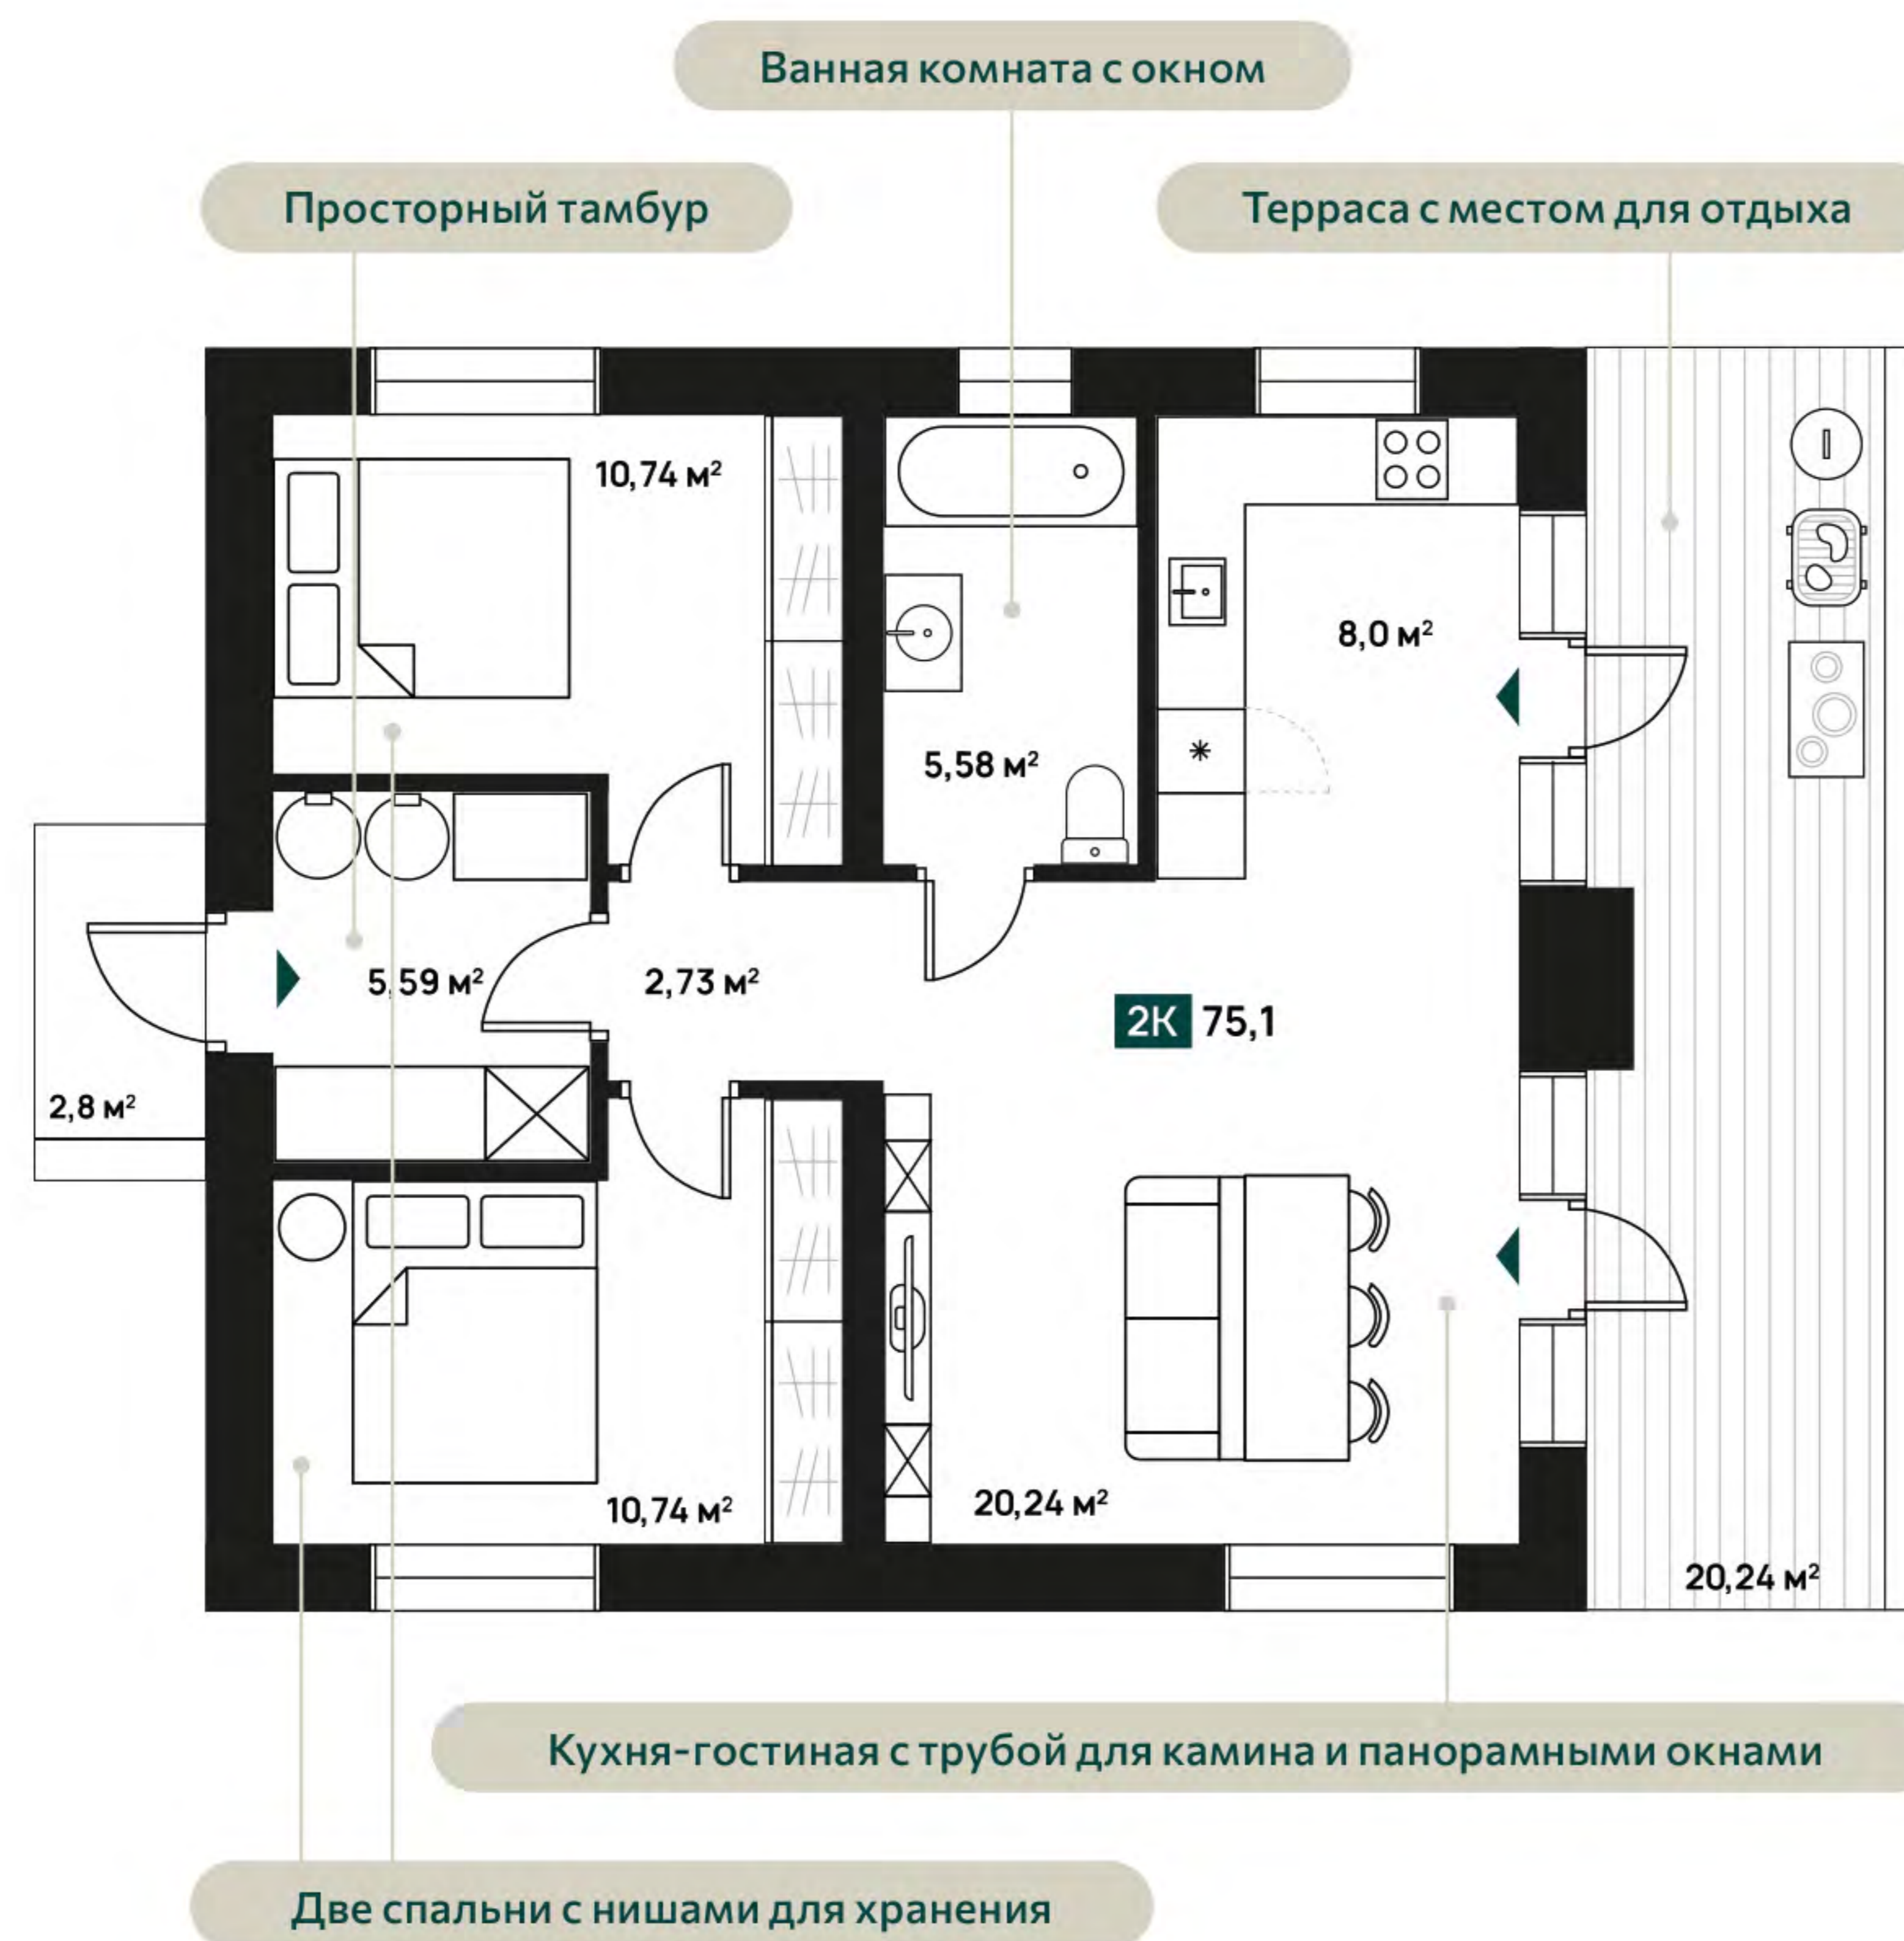 Ванная комната с окном
Просторный тамбур
Терраса с местом для отдыха
10,74 м²
8,0 м²
5,58 м²
5,59 м²
2,73 м²
2К 75,1
2,8 м²
20,24 м²
10,74 м²
20,24 м²
Кухня-гостиная с трубой для камина и панорамными окнами
Две спальни с нишами для хранения